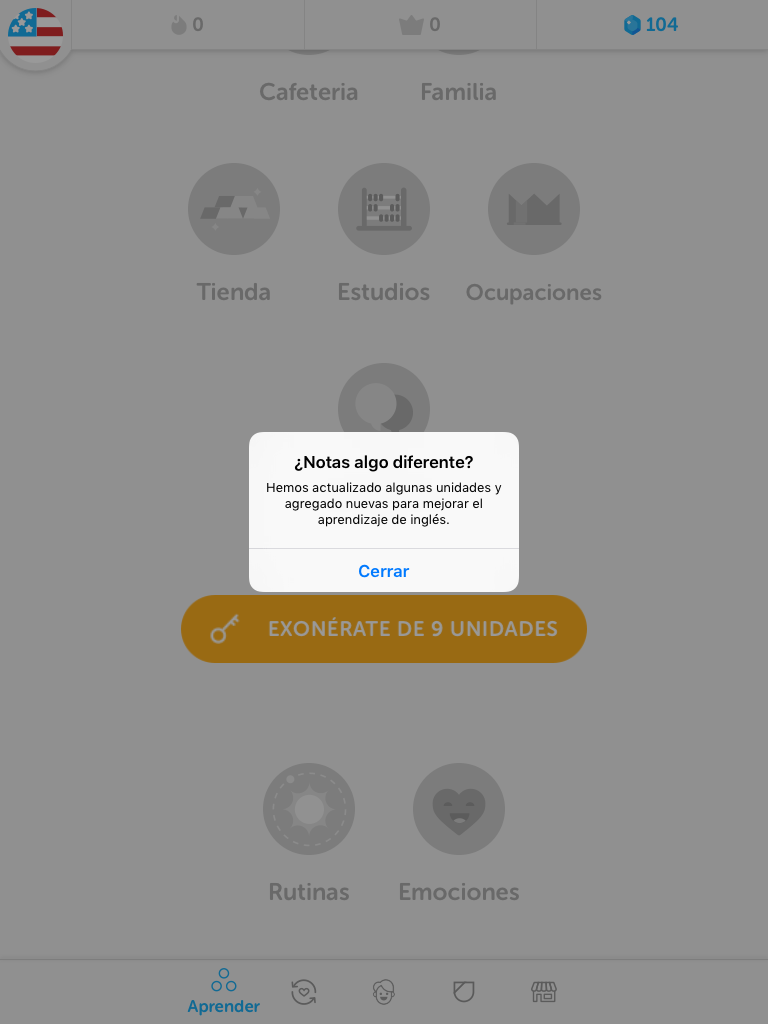 0
0
104
Cafeteria
Familia
Tienda
Estudios
Ocupaciones
¿Notas algo diferente?
Hemos actualizado algunas unidades y
agregado nuevas para mejorar el
aprendizaje de inglés.
Cerrar
EXONÉRATE DE 9 UNIDADES
Rutinas
Emociones
Aprender